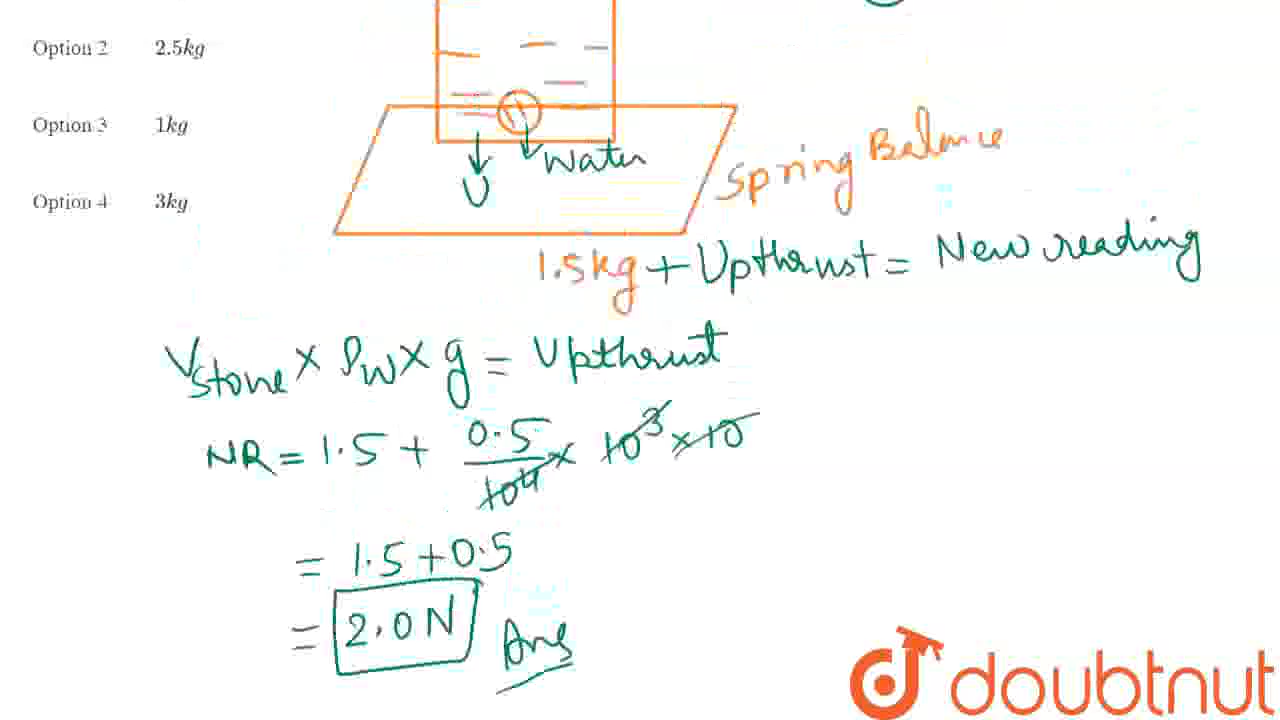 Option 2 2.5kg
Option 3 1kg
Option 4 3kg
Water
U
Spring Balance
1.5kg + Upthrust = New reading
Vstone × ρw × g = Upthrust
NR = 1.5 + 0.5/10⁴ × 10³ × 10
= 1.5 + 0.5
= 2.0 N Ans
doubtnut